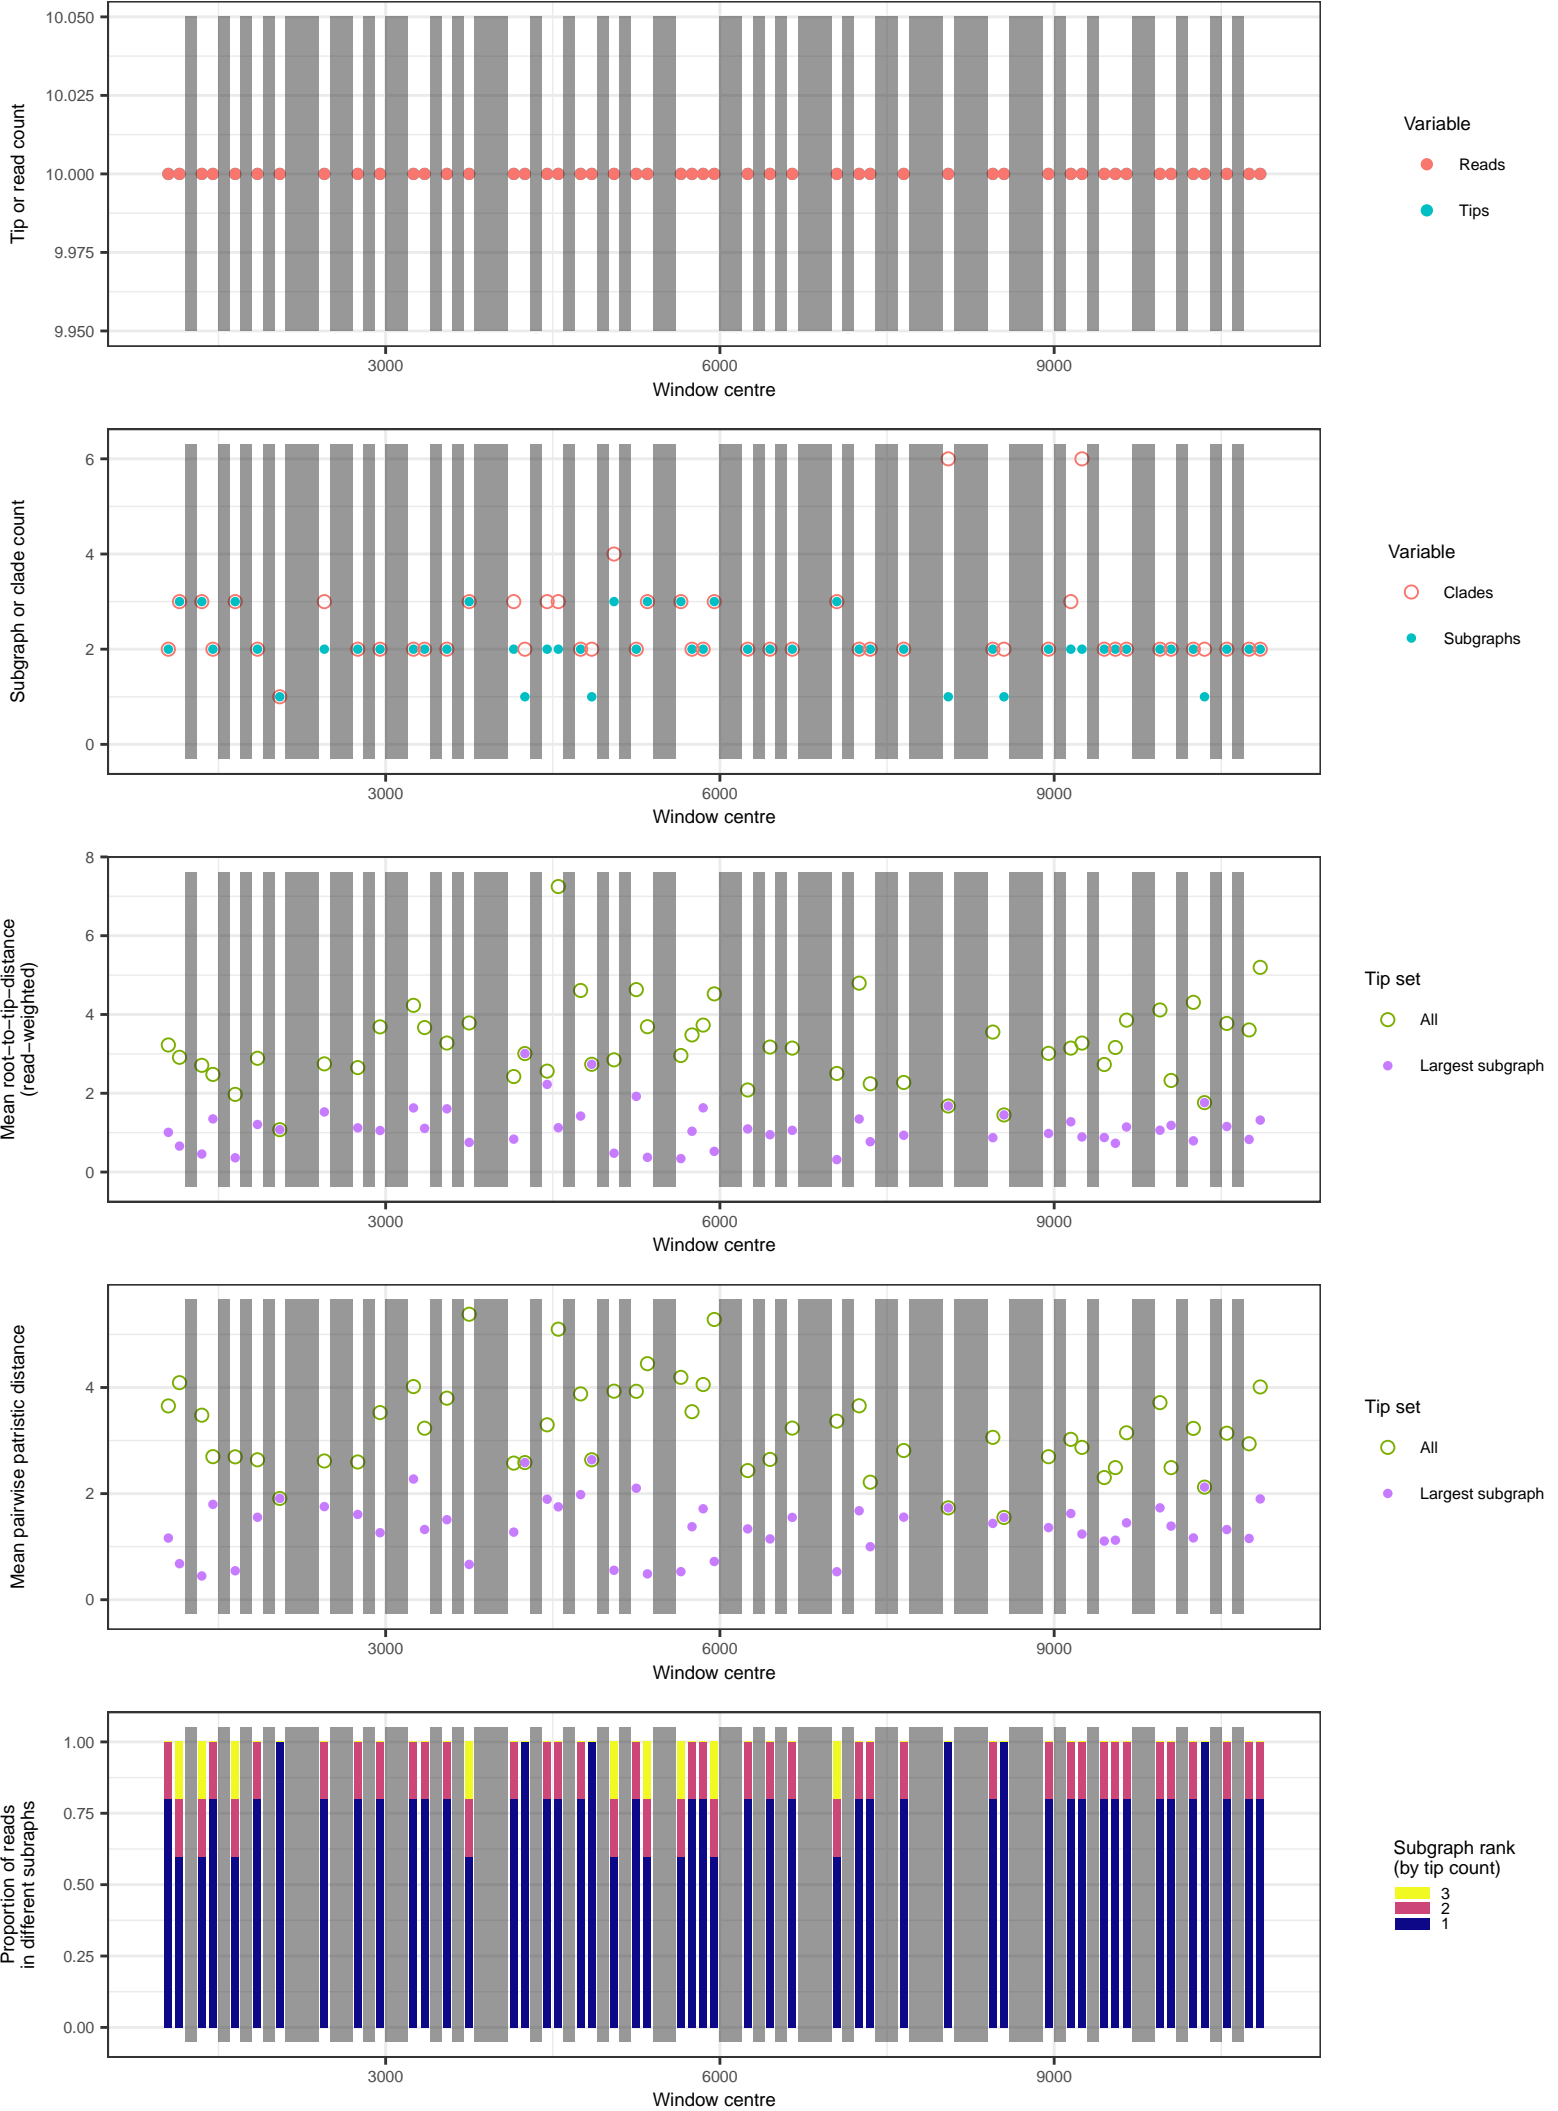 10.050
10.025
10.000
9.975
9.950
Tip or read count
3000
6000
9000
Window centre
Variable
Reads
Tips
6
4
2
0
Subgraph or clade count
3000
6000
9000
Window centre
Variable
Clades
Subgraphs
8
6
4
2
0
Mean root−to−tip−distance
(read−weighted)
3000
6000
9000
Window centre
Tip set
All
Largest subgraph
4
2
0
Mean pairwise patristic distance
3000
6000
9000
Window centre
Tip set
All
Largest subgraph
1.00
0.75
0.50
0.25
0.00
Proportion of reads
in different subraphs
3000
6000
9000
Window centre
Subgraph rank
(by tip count)
3
2
1